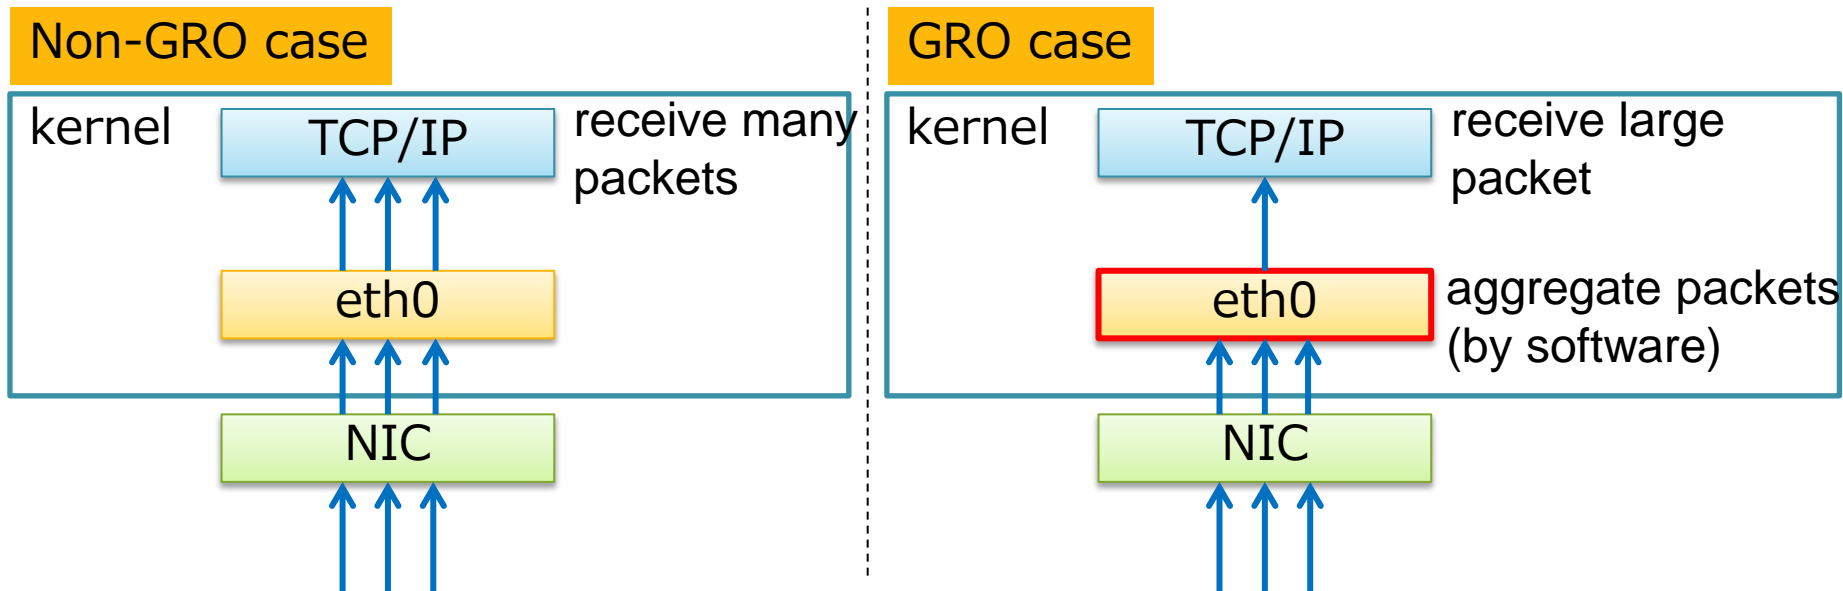 Non-GRO case
kernel
TCP/IP
receive many
packets
eth0
NIC
GRO case
kernel
TCP/IP
receive large
packet
eth0
aggregate packets
(by software)
NIC